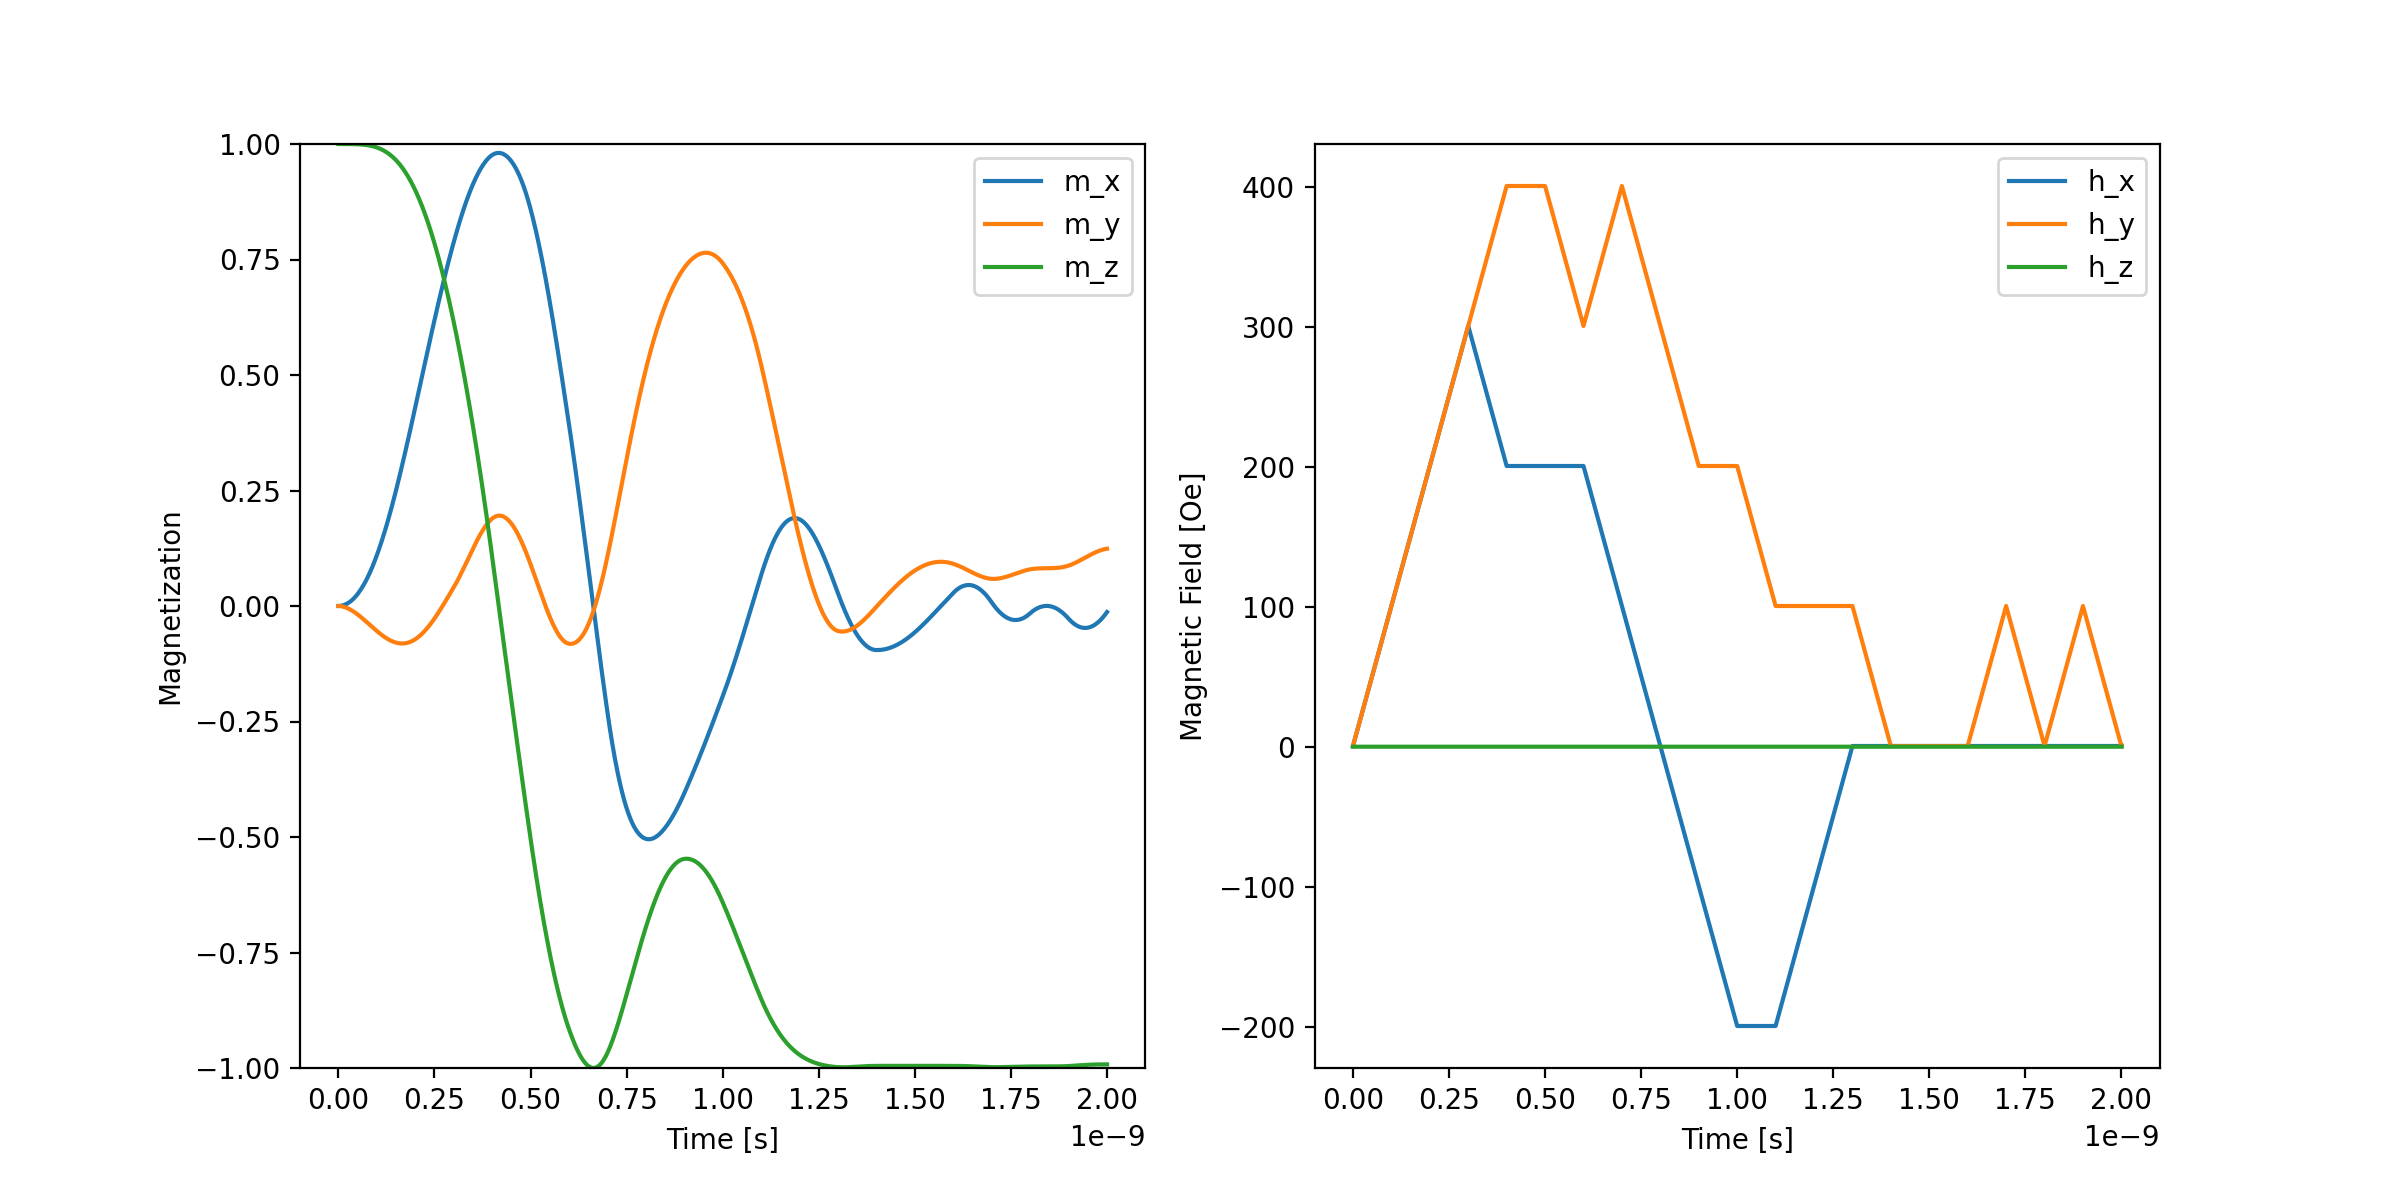 1.00
0.75
0.50
0.25
0.00
−0.25
−0.50
−0.75
−1.00
Magnetization
m_x
m_y
m_z
0.00 0.25 0.50 0.75 1.00 1.25 1.50 1.75 2.00
Time [s]
1e−9
400
300
200
100
0
−100
−200
Magnetic Field [Oe]
h_x
h_y
h_z
0.00 0.25 0.50 0.75 1.00 1.25 1.50 1.75 2.00
Time [s]
1e−9